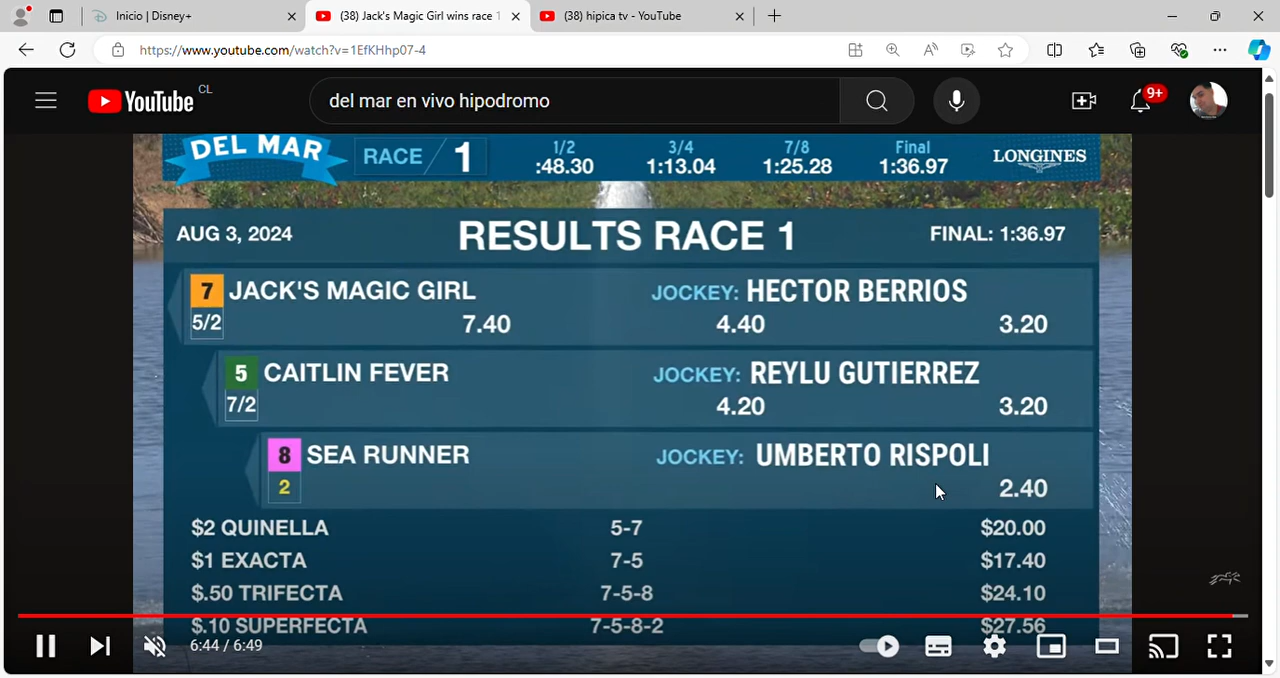 Inicio | Disney+
(38) Jack's Magic Girl wins race 1
(38) hipica tv - YouTube
https://www.youtube.com/watch?v=1EfKHhp07-4
YouTube CL
del mar en vivo hipodromo
9+
DEL MAR
RACE 1
1/2 3/4 7/8 Final
:48.30 1:13.04 1:25.28 1:36.97
LONGINES
AUG 3, 2024 RESULTS RACE 1 FINAL: 1:36.97
7 JACK'S MAGIC GIRL JOCKEY: HECTOR BERRIOS
5/2 7.40 4.40 3.20
5 CAITLIN FEVER JOCKEY: REYLU GUTIERREZ
7/2 4.20 3.20
8 SEA RUNNER JOCKEY: UMBERTO RISPOLI
2 2.40
$2 QUINELLA 5-7 $20.00
$1 EXACTA 7-5 $17.40
$.50 TRIFECTA 7-5-8 $24.10
$.10 SUPERFECTA 7-5-8-2 $27.56
6:44 / 6:49